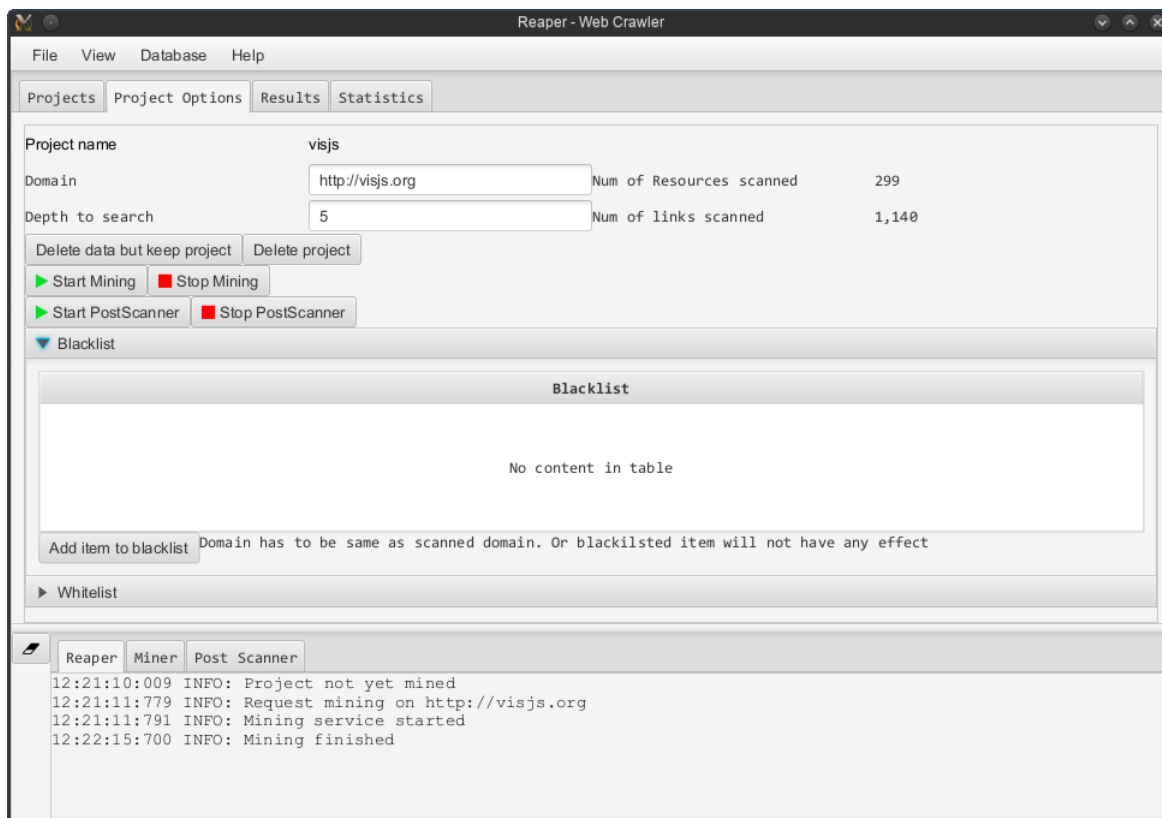 Reaper - Web Crawler
File View Database Help
Projects Project Options Results Statistics
Project name visjs
Domain http://visjs.org Num of Resources scanned 299
Depth to search 5 Num of links scanned 1,140
Delete data but keep project Delete project
Start Mining Stop Mining
Start PostScanner Stop PostScanner
Blacklist
Blacklist
No content in table
Add item to blacklist Domain has to be same as scanned domain. Or blackilsted item will not have any effect
Whitelist
Reaper Miner Post Scanner
12:21:10:009 INFO: Project not yet mined
12:21:11:779 INFO: Request mining on http://visjs.org
12:21:11:791 INFO: Mining service started
12:22:15:700 INFO: Mining finished